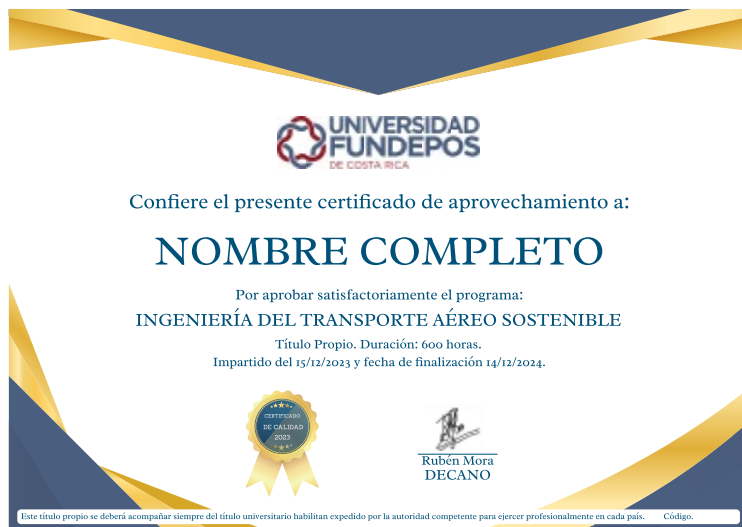 UNIVERSIDAD
FUNDEPOS
DE COSTA RICA
Confiere el presente certificado de aprovechamiento a:
NOMBRE COMPLETO
Por aprobar satisfactoriamente el programa:
INGENIERÍA DEL TRANSPORTE AÉREO SOSTENIBLE
Título Propio. Duración: 600 horas.
Impartido del 15/12/2023 y fecha de finalización 14/12/2024.
CERTIFICADO
DE CALIDAD
2023
Rubén Mora
DECANO
Este título propio se deberá acompañar siempre del título universitario habilitan expedido por la autoridad competente para ejercer profesionalmente en cada país. Código.